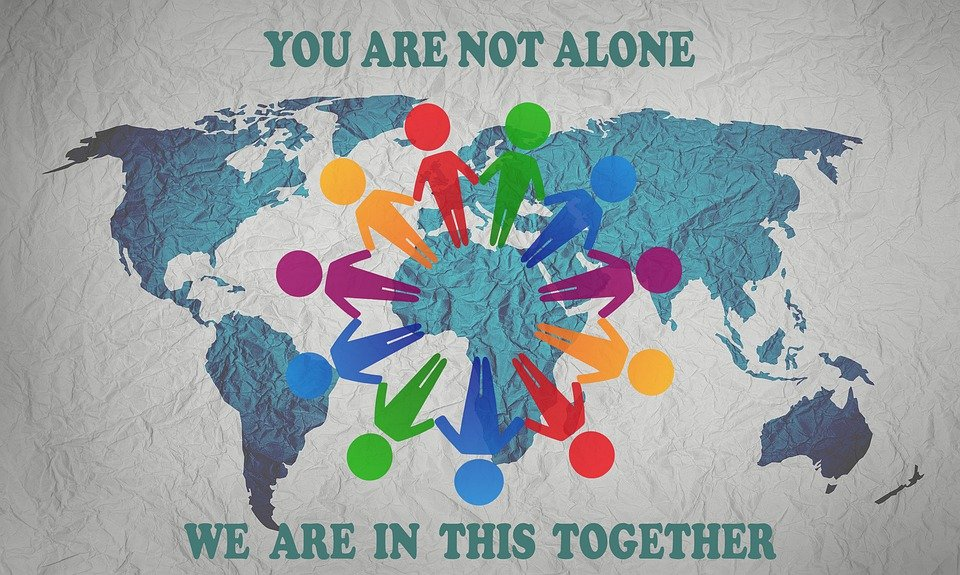 YOU ARE NOT ALONE
WE ARE IN THIS TOGETHER